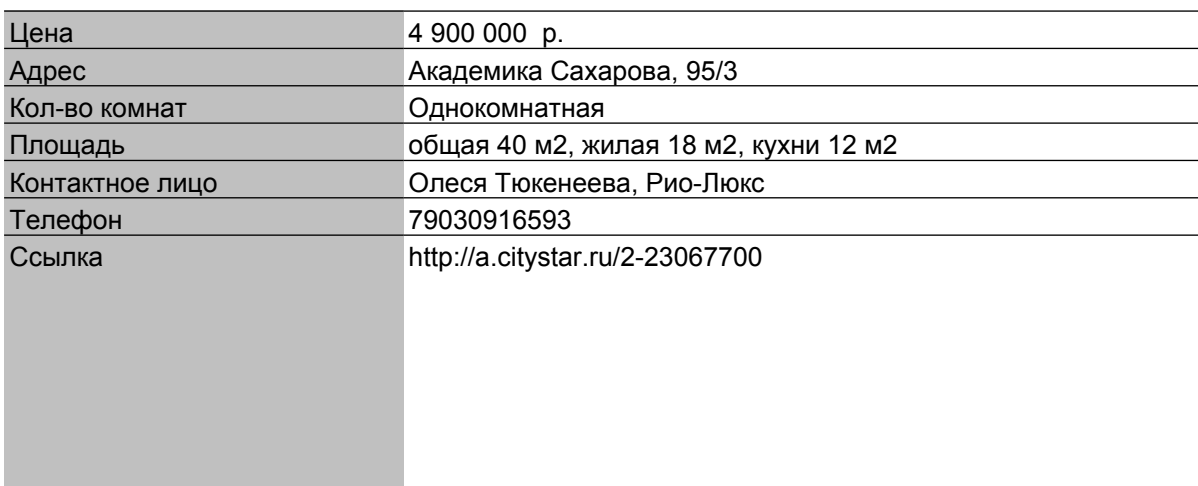 Цена 4 900 000 р.
Адрес Академика Сахарова, 95/3
Кол-во комнат Однокомнатная
Площадь общая 40 м2, жилая 18 м2, кухни 12 м2
Контактное лицо Олеся Тюкенеева, Рио-Люкс
Телефон 79030916593
Ссылка http://a.citystar.ru/2-23067700